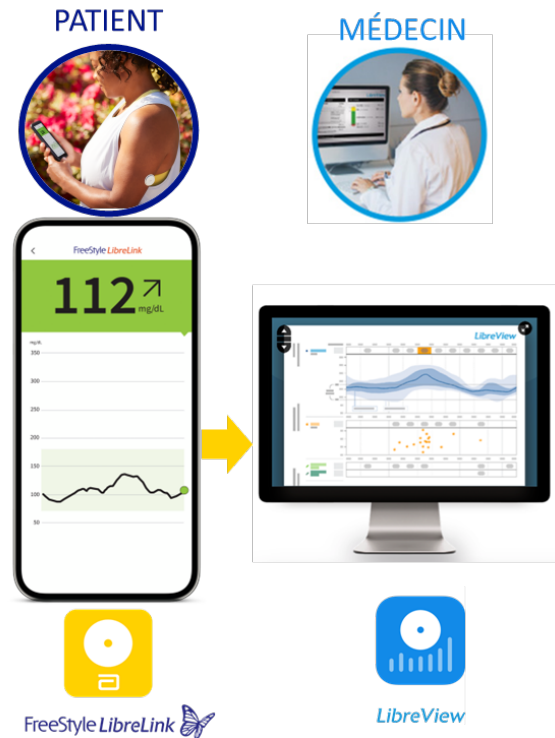 PATIENT
MÉDECIN
LibreView
FreeStyle LibreLink
112
mg/dL
mg/dL
350
300
250
200
150
100
50
LibreView
FreeStyle LibreLink
LibreView